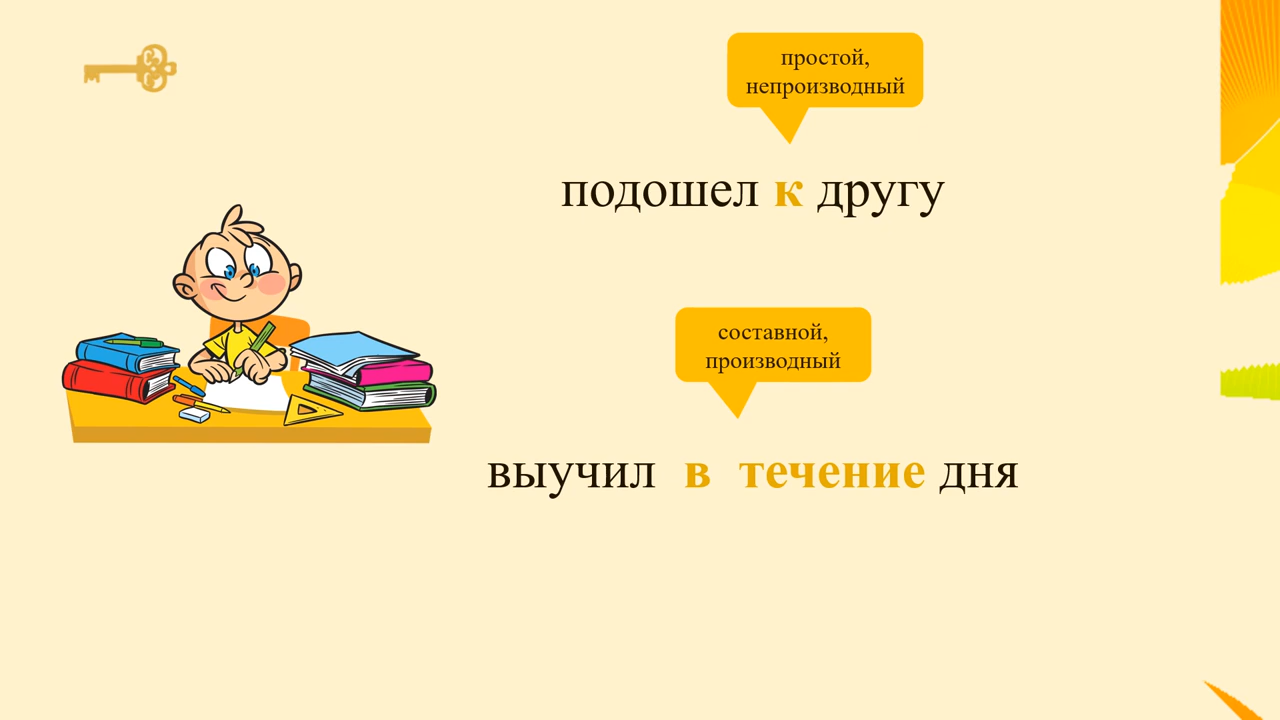 простой,
непроизводный
подошел к другу
составной,
производный
выучил в течение дня